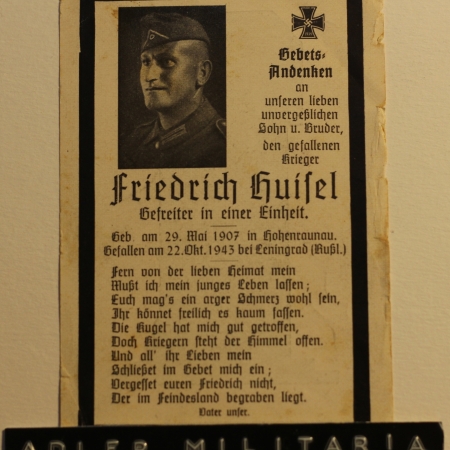 Gebets-
Andenken
an
unseren lieben
unvergeßlichen
Sohn u. Bruder,
den gefallenen
Krieger
Friedrich Huisel
Gefreiter in einer Einheit.
Geb am 29. Mai 1907 in Hohenraunau.
Gefallen am 22. Okt. 1943 bei Leningrad (Rußl.)
Fern von der lieben Heimat mein
Mußt ich mein junges Leben lassen;
Euch mag's ein arger Schmerz wohl sein,
Ihr könnet freilich es kaum fassen.
Die Kugel hat mich gut getroffen,
Doch Kriegern steht der Himmel offen.
Und all' ihr Lieben mein
Schließet im Gebet mich ein;
Vergesset euren Friedrich nicht,
Der im Feindesland begraben liegt.
Vater unser.
ADLER MILITARIA